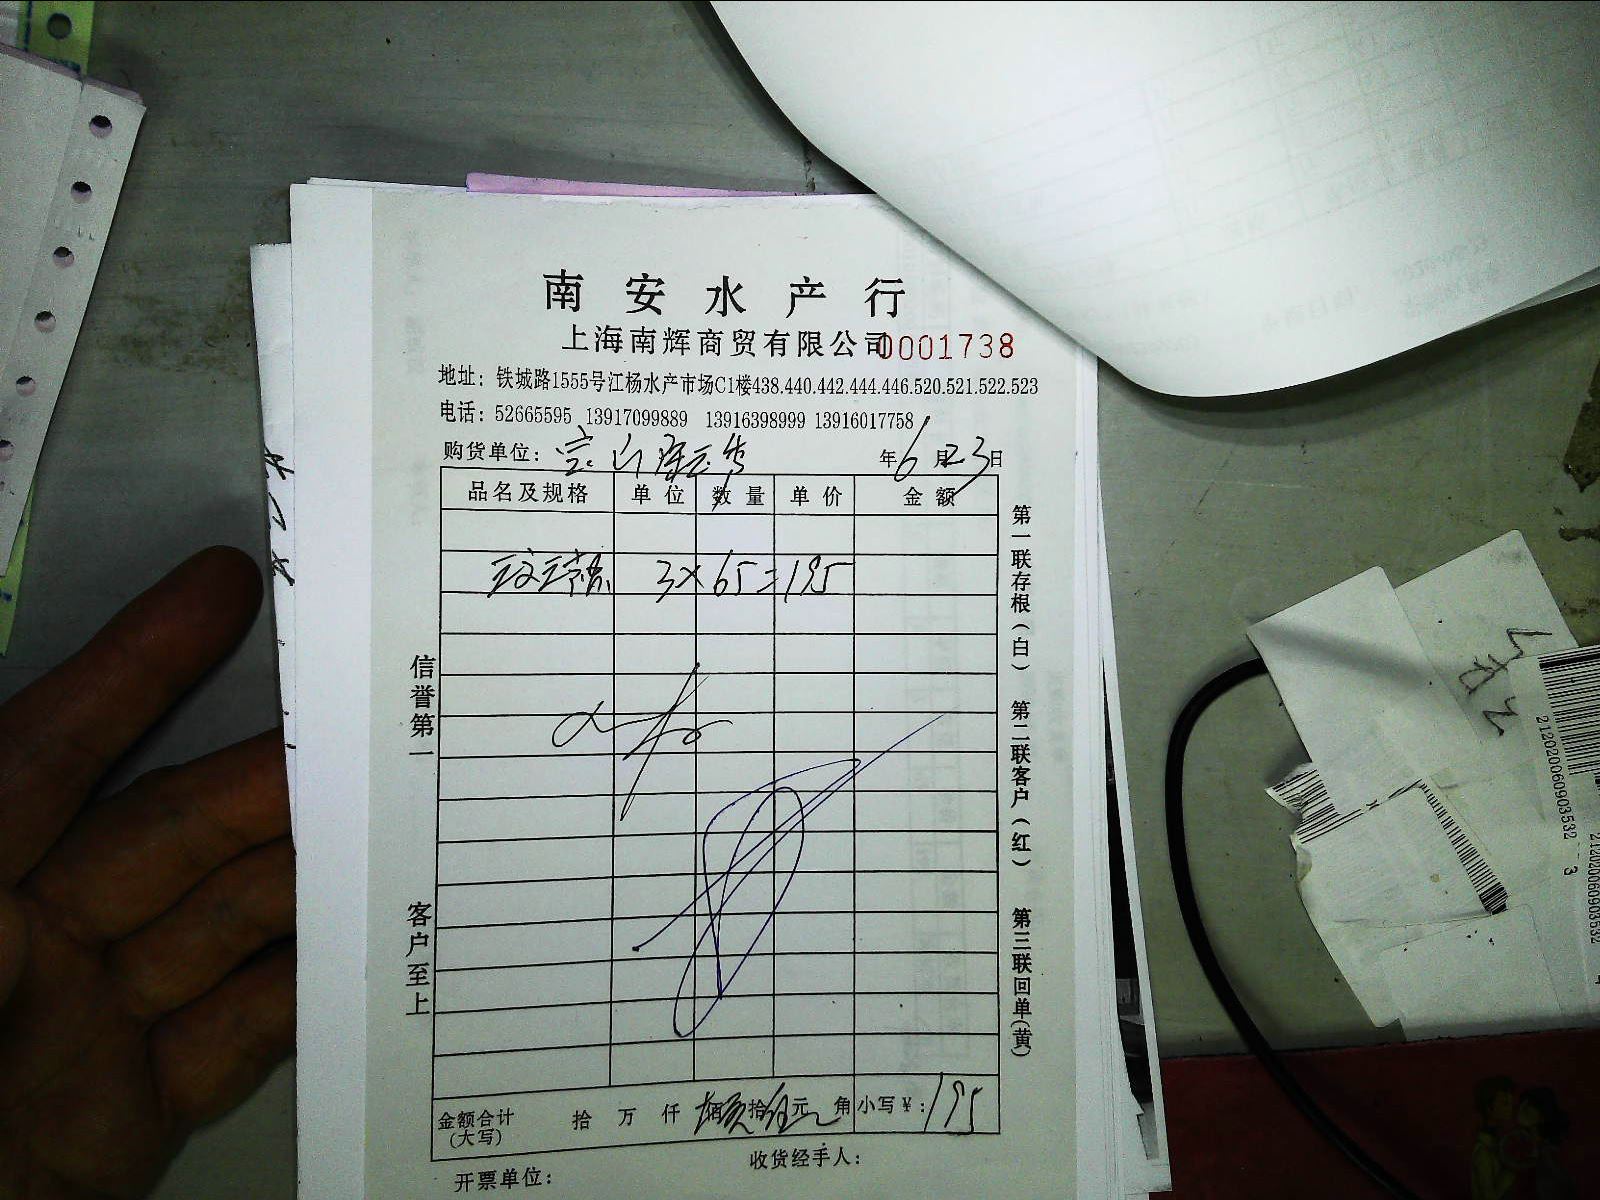 南安水产行
上海南辉商贸有限公司 0001738
地址：铁城路1555号江杨水产市场C1楼438.440.442.444.446.520.521.522.523
电话：52665595 13917099889 13916398999 13916017758
购货单位：宝山 年6月23日
品名及规格 单位 数量 单价 金额
3×65=195
信誉第一
客户至上
第一联存根（白） 第二联客户（红） 第三联回单（黄）
金额合计（大写） 拾 万 仟 佰 拾 元 角 小写￥：195
开票单位： 收货经手人：
212020060903532 3
212020060903532